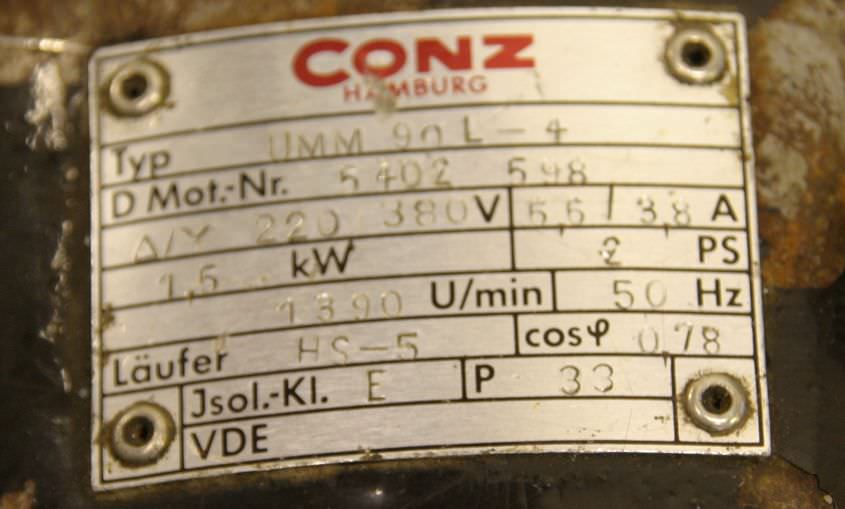 CONZ
HAMBURG
Typ UMM 90 L-4
D Mot.-Nr. 5402 598
Δ/Y 220 380 V 6,6 / 3,8 A
1,5 kW 2 PS
1390 U/min 50 Hz
Läufer HS-5 cosφ 0,78
Jsol.-Kl. E P 33
VDE